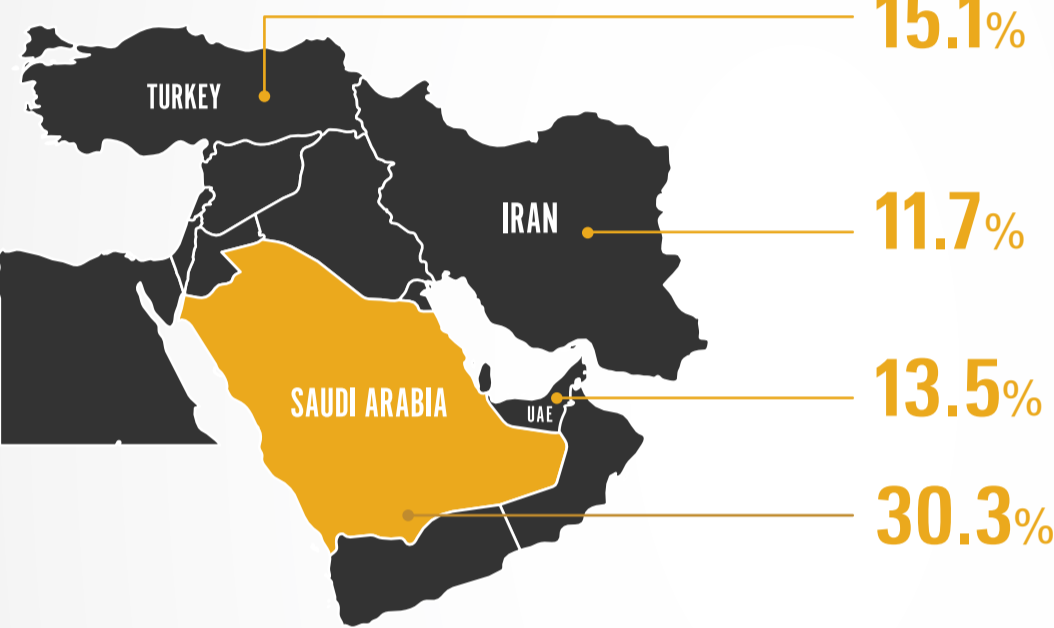 15.1%
TURKEY
IRAN
11.7%
13.5%
SAUDI ARABIA
UAE
30.3%